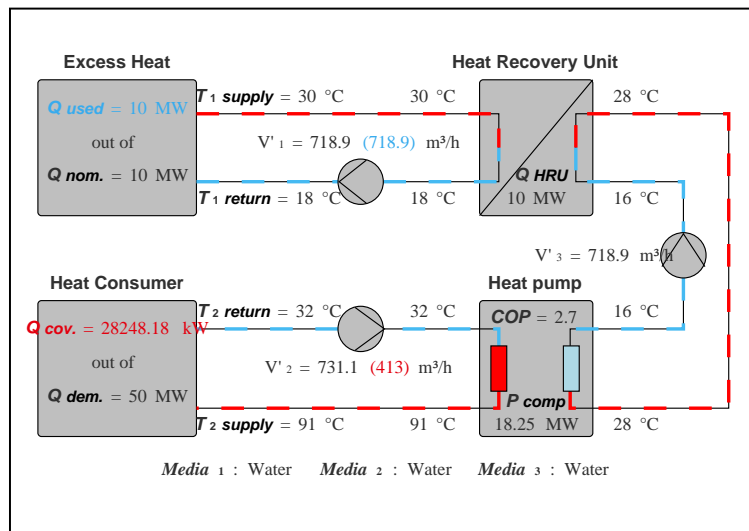 Excess Heat
Heat Recovery Unit
Q used = 10 MW
out of
Q nom. = 10 MW
T 1 supply = 30 °C
30 °C
28 °C
V' 1 = 718.9 (718.9) m³/h
Q HRU
10 MW
T 1 return = 18 °C
18 °C
16 °C
V' 3 = 718.9 m³/h
Heat Consumer
Heat pump
Q cov. = 28248.18 kW
out of
Q dem. = 50 MW
T 2 return = 32 °C
32 °C
COP = 2.7
16 °C
V' 2 = 731.1 (413) m³/h
P comp
18.25 MW
T 2 supply = 91 °C
91 °C
28 °C
Media 1 : Water Media 2 : Water Media 3 : Water